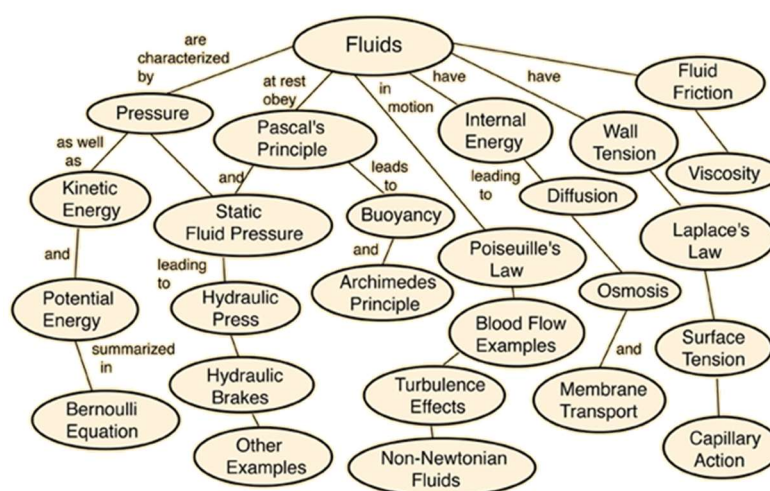 Fluids
are
characterized
by
at rest
obey
in
motion
have
have
Fluid
Friction
Pressure
Pascal's
Principle
Internal
Energy
Wall
Tension
as well
as
and
leads
to
leading
to
Viscosity
Kinetic
Energy
Static
Fluid Pressure
Buoyancy
Diffusion
Laplace's
Law
and
leading
to
and
Poiseuille's
Law
Potential
Energy
Hydraulic
Press
Archimedes
Principle
Osmosis
Blood Flow
Examples
summarized
in
and
Surface
Tension
Hydraulic
Brakes
Turbulence
Effects
Membrane
Transport
Bernoulli
Equation
Other
Examples
Non-Newtonian
Fluids
Capillary
Action